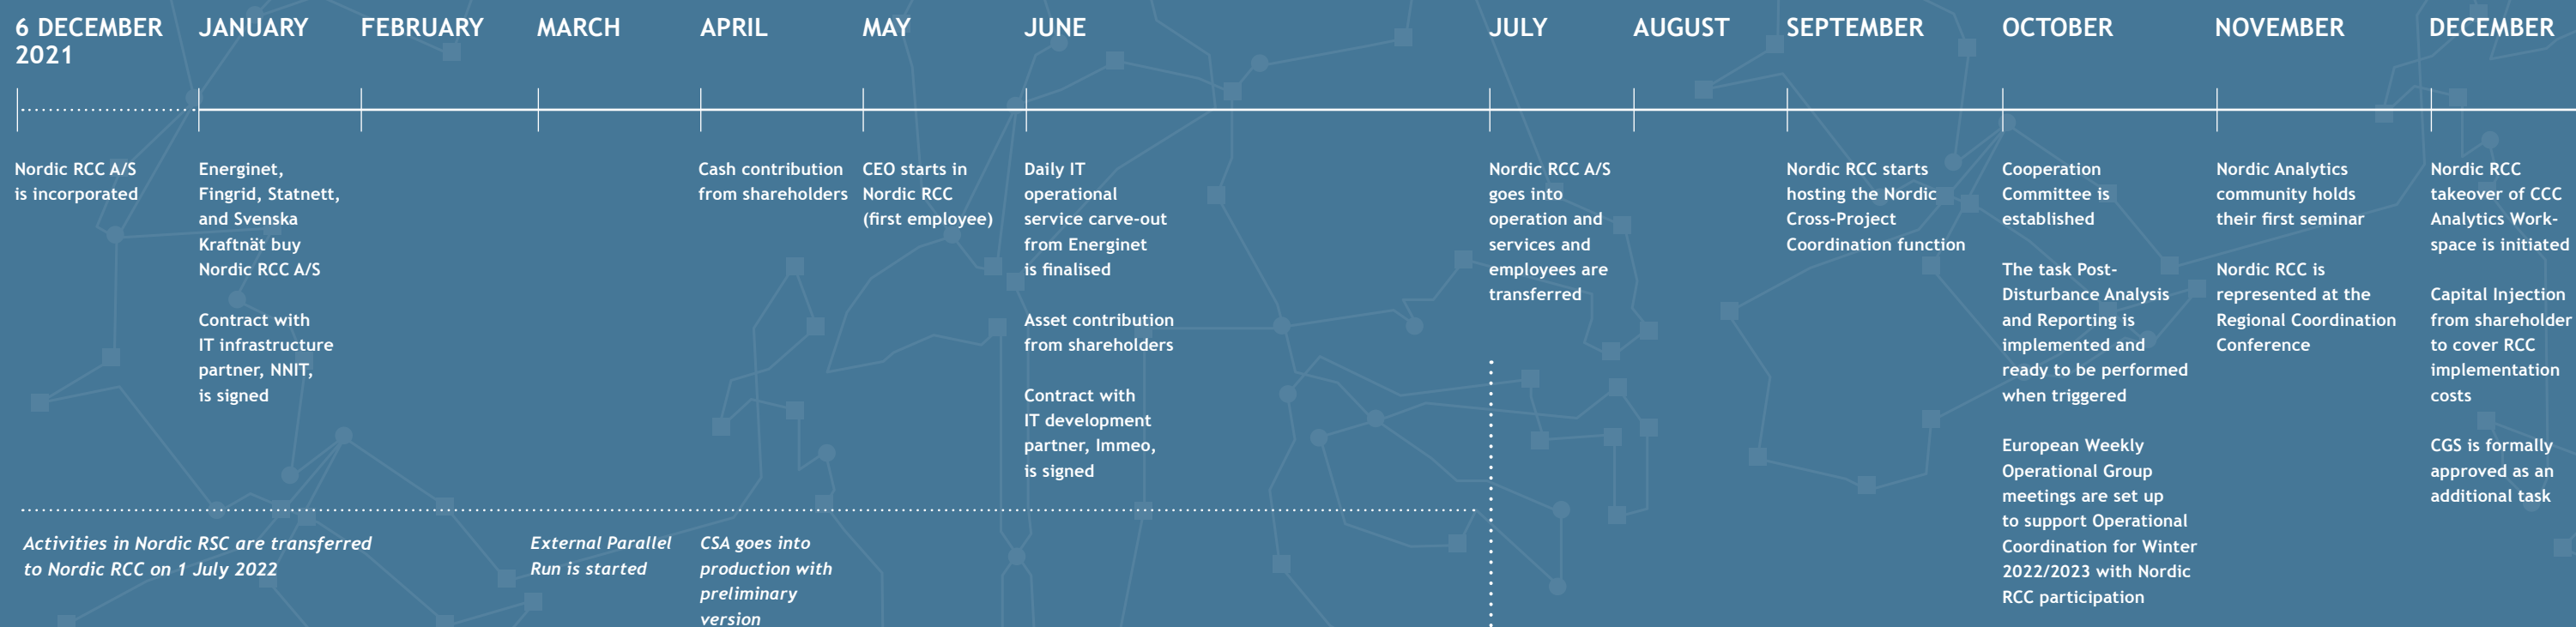 6 DECEMBER
2021
JANUARY
FEBRUARY
MARCH
APRIL
MAY
JUNE
JULY
AUGUST
SEPTEMBER
OCTOBER
NOVEMBER
DECEMBER
Nordic RCC A/S
is incorporated
Energinet,
Fingrid, Statnett,
and Svenska
Kraftnät buy
Nordic RCC A/S
Contract with
IT infrastructure
partner, NNIT,
is signed
Cash contribution
from shareholders
CEO starts in
Nordic RCC
(first employee)
Daily IT
operational
service carve-out
from Energinet
is finalised
Asset contribution
from shareholders
Contract with
IT development
partner, Immeo,
is signed
Nordic RCC A/S
goes into
operation and
services and
employees are
transferred
Nordic RCC starts
hosting the Nordic
Cross-Project
Coordination function
Cooperation
Committee is
established
The task Post-
Disturbance Analysis
and Reporting is
implemented and
ready to be performed
when triggered
European Weekly
Operational Group
meetings are set up
to support Operational
Coordination for Winter
2022/2023 with Nordic
RCC participation
Nordic Analytics
community holds
their first seminar
Nordic RCC is
represented at the
Regional Coordination
Conference
Nordic RCC
takeover of CCC
Analytics Work-
space is initiated
Capital Injection
from shareholder
to cover RCC
implementation
costs
CGS is formally
approved as an
additional task
Activities in Nordic RSC are transferred
to Nordic RCC on 1 July 2022
External Parallel
Run is started
CSA goes into
production with
preliminary
version